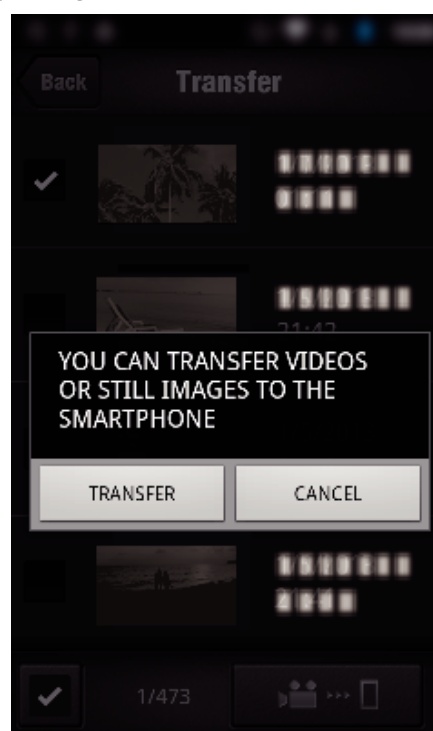 Back
Transfer
21:42
YOU CAN TRANSFER VIDEOS
OR STILL IMAGES TO THE
SMARTPHONE
TRANSFER
CANCEL
1/473